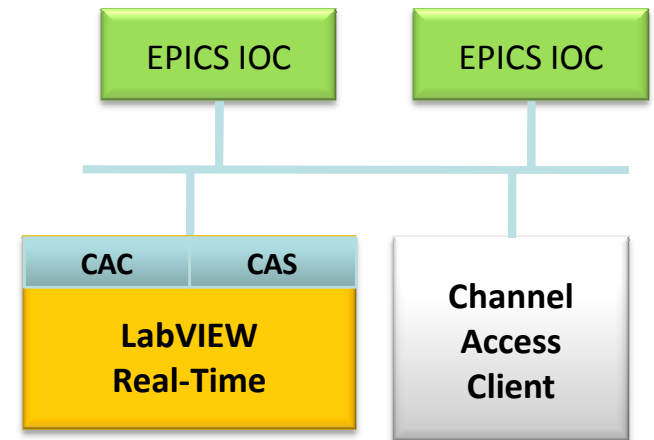 EPICS IOC
EPICS IOC
CAC
CAS
LabVIEW
Real-Time
Channel
Access
Client